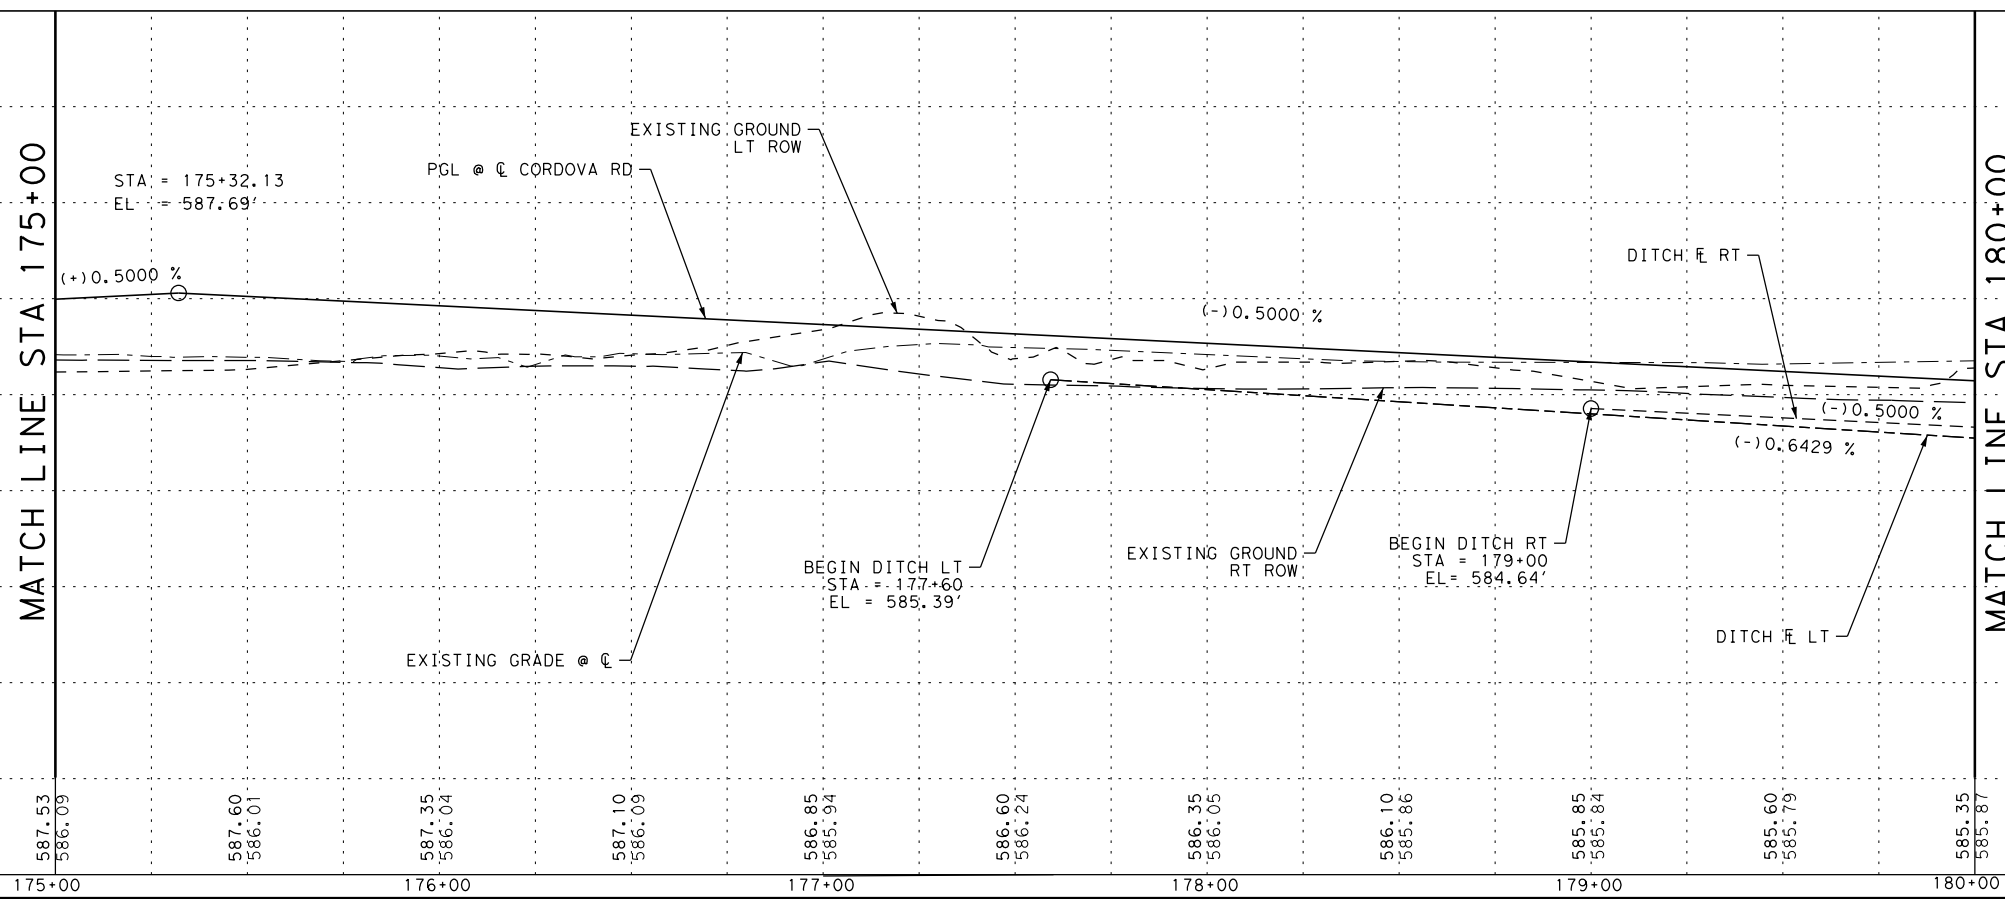 MATCH LINE STA 175+00
STA = 175+32.13
EL = 587.69'
(+)0.5000 %
PGL @ ℄ CORDOVA RD
EXISTING GROUND
LT ROW
(-)0.5000 %
DITCH FL RT
(-)0.5000 %
(-)0.6429 %
BEGIN DITCH LT
STA = 177+60
EL = 585.39'
EXISTING GROUND
RT ROW
BEGIN DITCH RT
STA = 179+00
EL= 584.64'
DITCH FL LT
EXISTING GRADE @ ℄
MATCH LINE STA 180+00
587.53
586.09
587.60
586.01
587.35
586.04
587.10
586.09
586.85
585.94
586.60
586.24
586.35
586.05
586.10
585.86
585.85
585.84
585.60
585.79
585.35
585.87
175+00
176+00
177+00
178+00
179+00
180+00